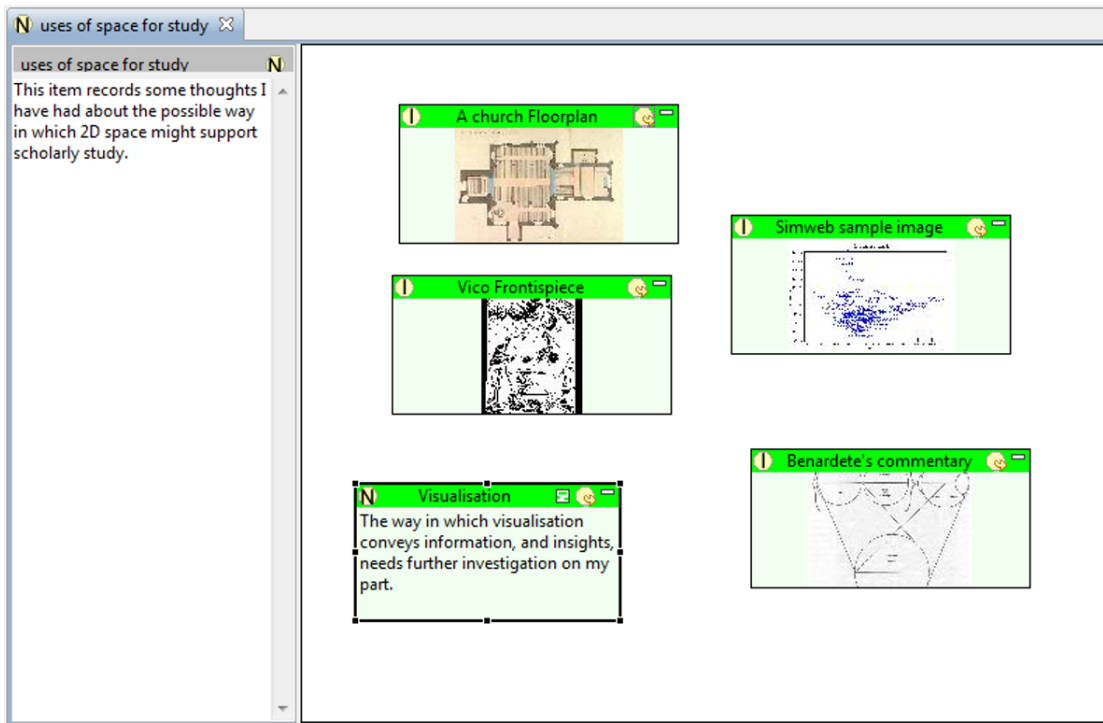 N uses of space for study
uses of space for study N
This item records some thoughts I
have had about the possible way
in which 2D space might support
scholarly study.
I A church Floorplan
I Simweb sample image
I Vico Frontispiece
I Benardete's commentary
N Visualisation
The way in which visualisation
conveys information, and insights,
needs further investigation on my
part.